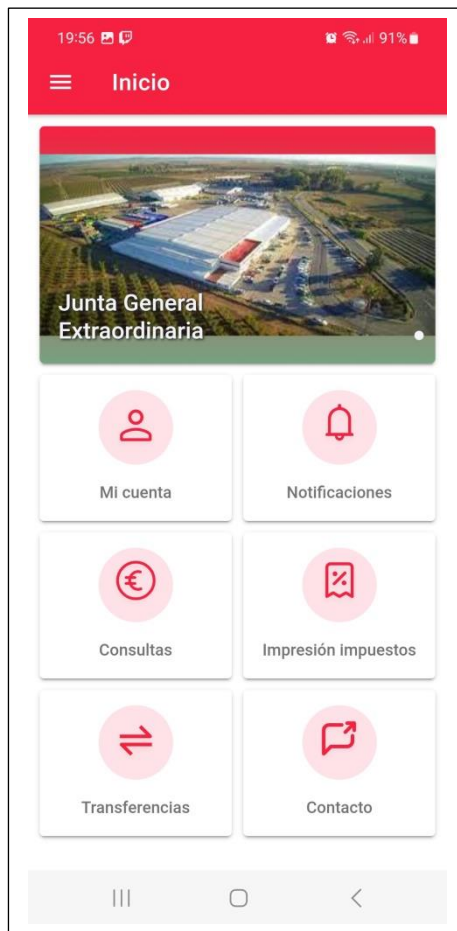 19:56 91%
Inicio
Junta General
Extraordinaria
Mi cuenta
Notificaciones
Consultas
Impresión impuestos
Transferencias
Contacto